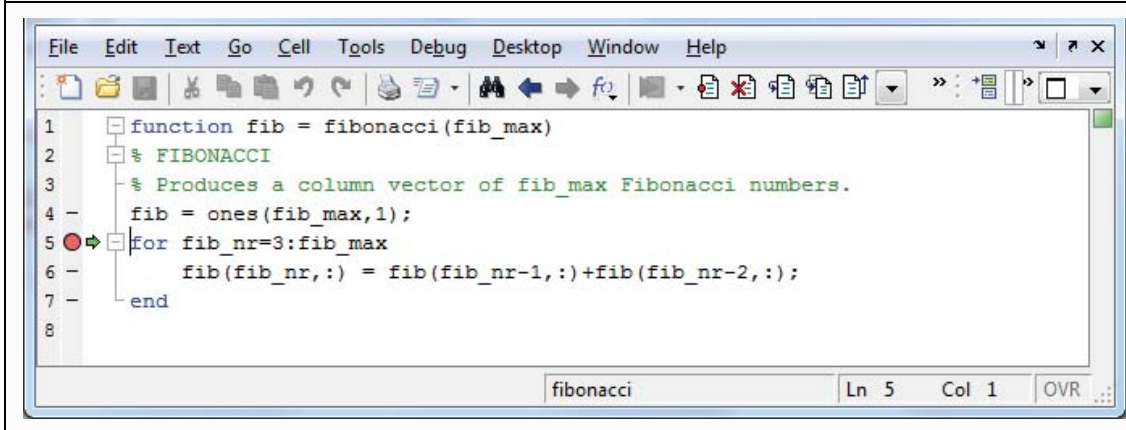 File Edit Text Go Cell Tools Debug Desktop Window Help
1 function fib = fibonacci(fib_max)
2 % FIBONACCI
3 % Produces a column vector of fib_max Fibonacci numbers.
4 - fib = ones(fib_max,1);
5 for fib_nr=3:fib_max
6 - fib(fib_nr,:) = fib(fib_nr-1,:)+fib(fib_nr-2,:);
7 - end
8
fibonacci Ln 5 Col 1 OVR